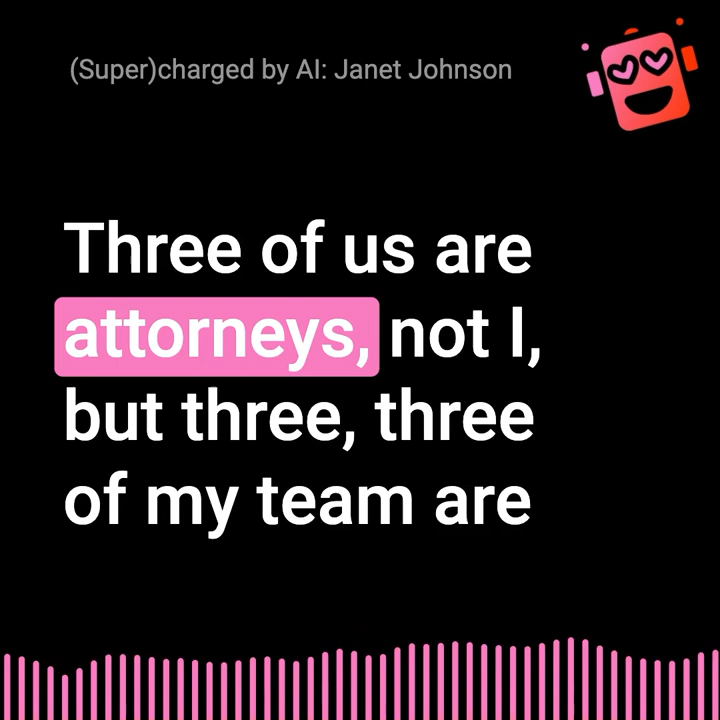 (Super)charged by AI: Janet Johnson
Three of us are
attorneys, not I,
but three, three
of my team are